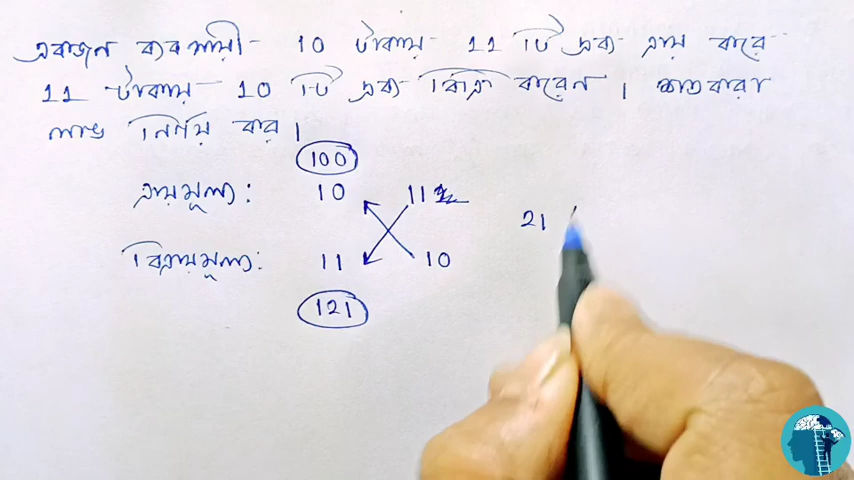 একজন ব্যবসায়ী 10 টাকায় 11 টি দ্রব্য ক্রয় করে
11 টাকায় 10 টি দ্রব্য বিক্রী করেন । শতকরা
লাভ নির্ণয় কর ।
100
ক্রয়মূল্য : 10 11
21
বিক্রয়মূল্য : 11 10
121